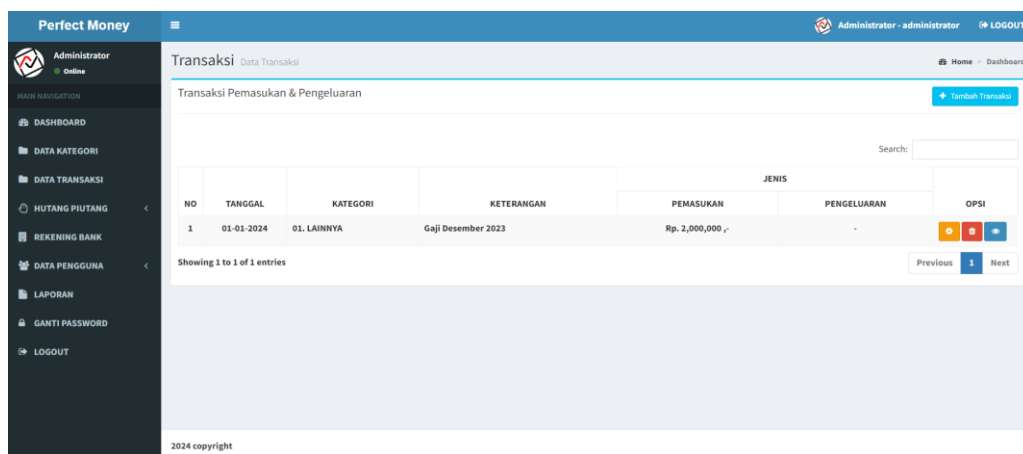 Perfect Money
Administrator - administrator LOGOUT
Administrator
Online
MAIN NAVIGATION
DASHBOARD
DATA KATEGORI
DATA TRANSAKSI
HUTANG PIUTANG
REKENING BANK
DATA PENGGUNA
LAPORAN
GANTI PASSWORD
LOGOUT
Transaksi Data Transaksi
Home > Dashboard
Transaksi Pemasukan & Pengeluaran
+ Tambah Transaksi
Search:
JENIS
NO TANGGAL KATEGORI KETERANGAN PEMASUKAN PENGELUARAN OPSI
1 01-01-2024 01. LAINNYA Gaji Desember 2023 Rp. 2,000,000 ,- -
Showing 1 to 1 of 1 entries
Previous 1 Next
2024 copyright